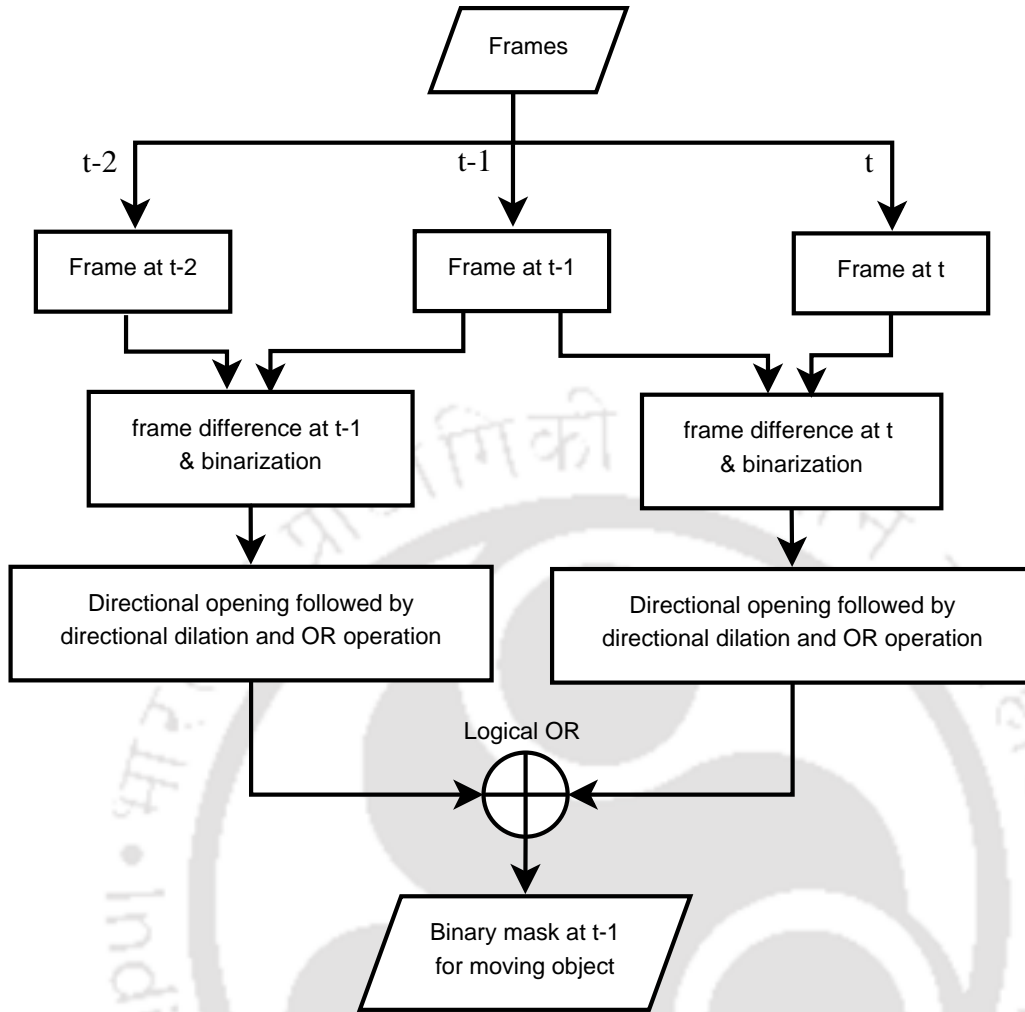 Frames
t-2
t-1
t
Frame at t-2
Frame at t-1
Frame at t
frame difference at t-1
& binarization
frame difference at t
& binarization
Directional opening followed by
directional dilation and OR operation
Directional opening followed by
directional dilation and OR operation
Logical OR
Binary mask at t-1
for moving object